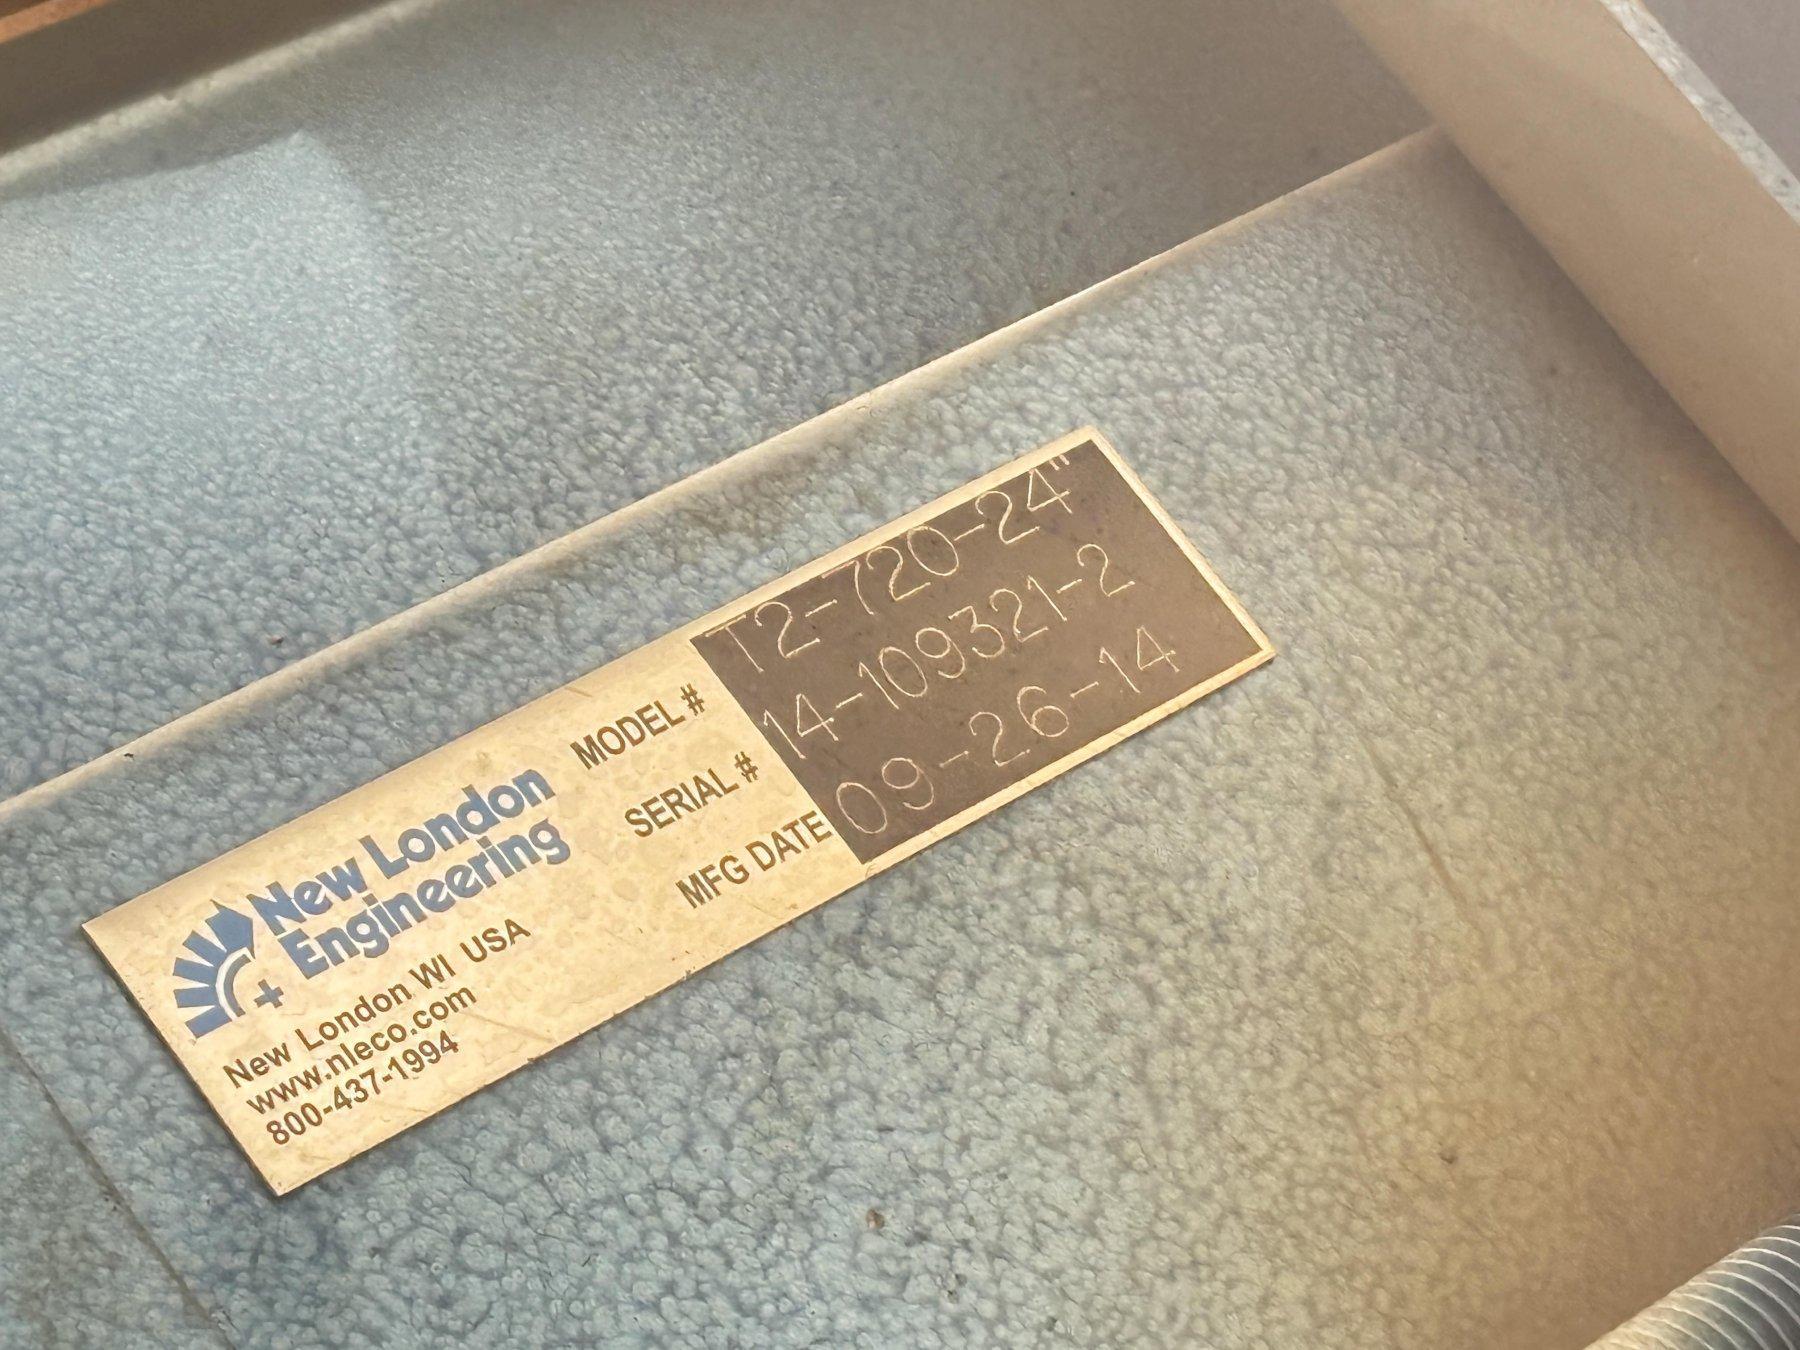 New London
Engineering
New London WI USA
www.nleco.com
800-437-1994
MODEL # T2-720-24"
SERIAL # 14-109321-2
MFG DATE 09-26-14